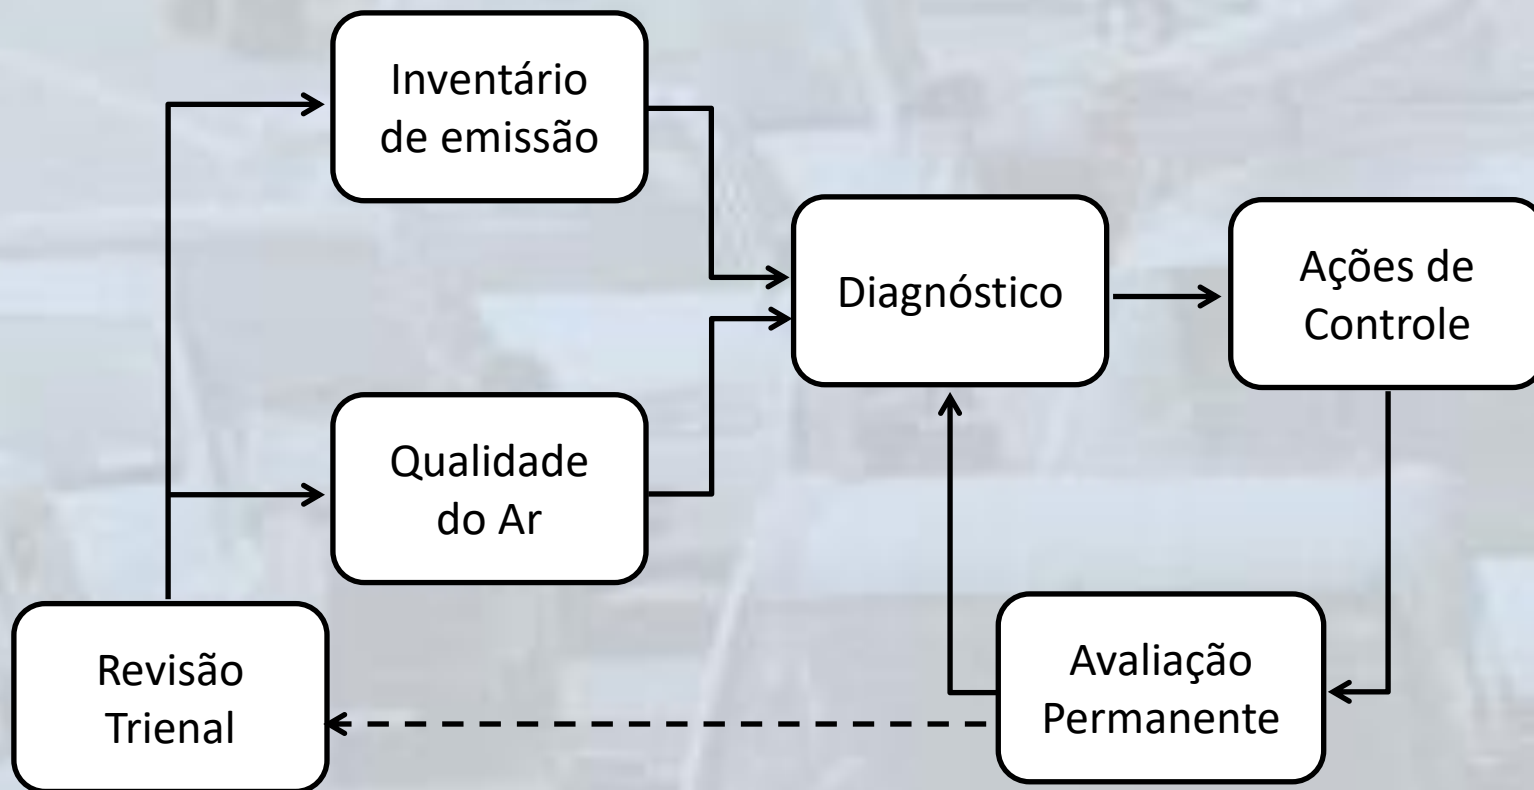 Inventário
de emissão
Qualidade
do Ar
Revisão
Trienal
Diagnóstico
Ações de
Controle
Avaliação
Permanente